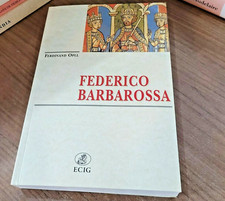 FERDINAND OPLL
FEDERICO
BARBAROSSA
ECIG